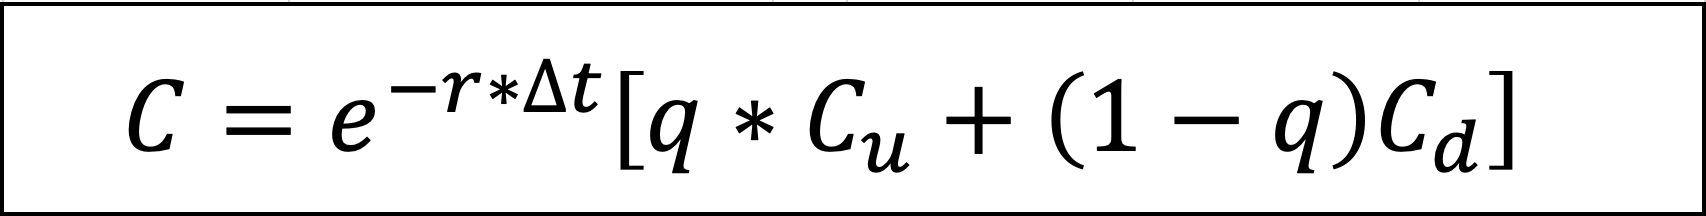 C = e^{-r*Δt}[q * C_u + (1 - q)C_d]